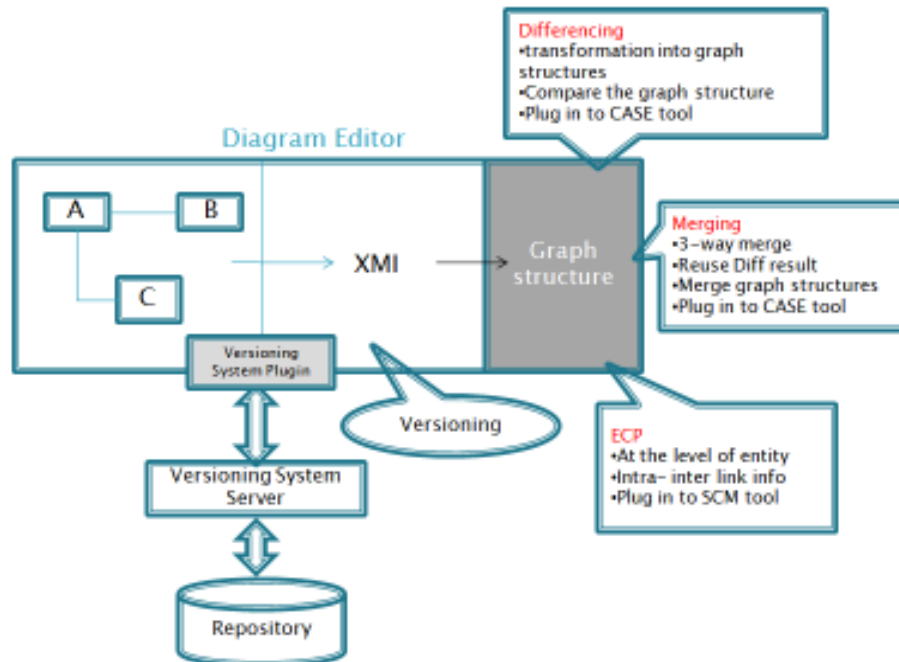 Differencing
•transformation into graph
structures
•Compare the graph structure
•Plug in to CASE tool
Diagram Editor
A
B
C
XMI
Graph
structure
Merging
•3-way merge
•Reuse Diff result
•Merge graph structures
•Plug in to CASE tool
Versioning
System Plugin
Versioning
ECP
•At the level of entity
•Intra- inter link info
•Plug in to SCM tool
Versioning System
Server
Repository